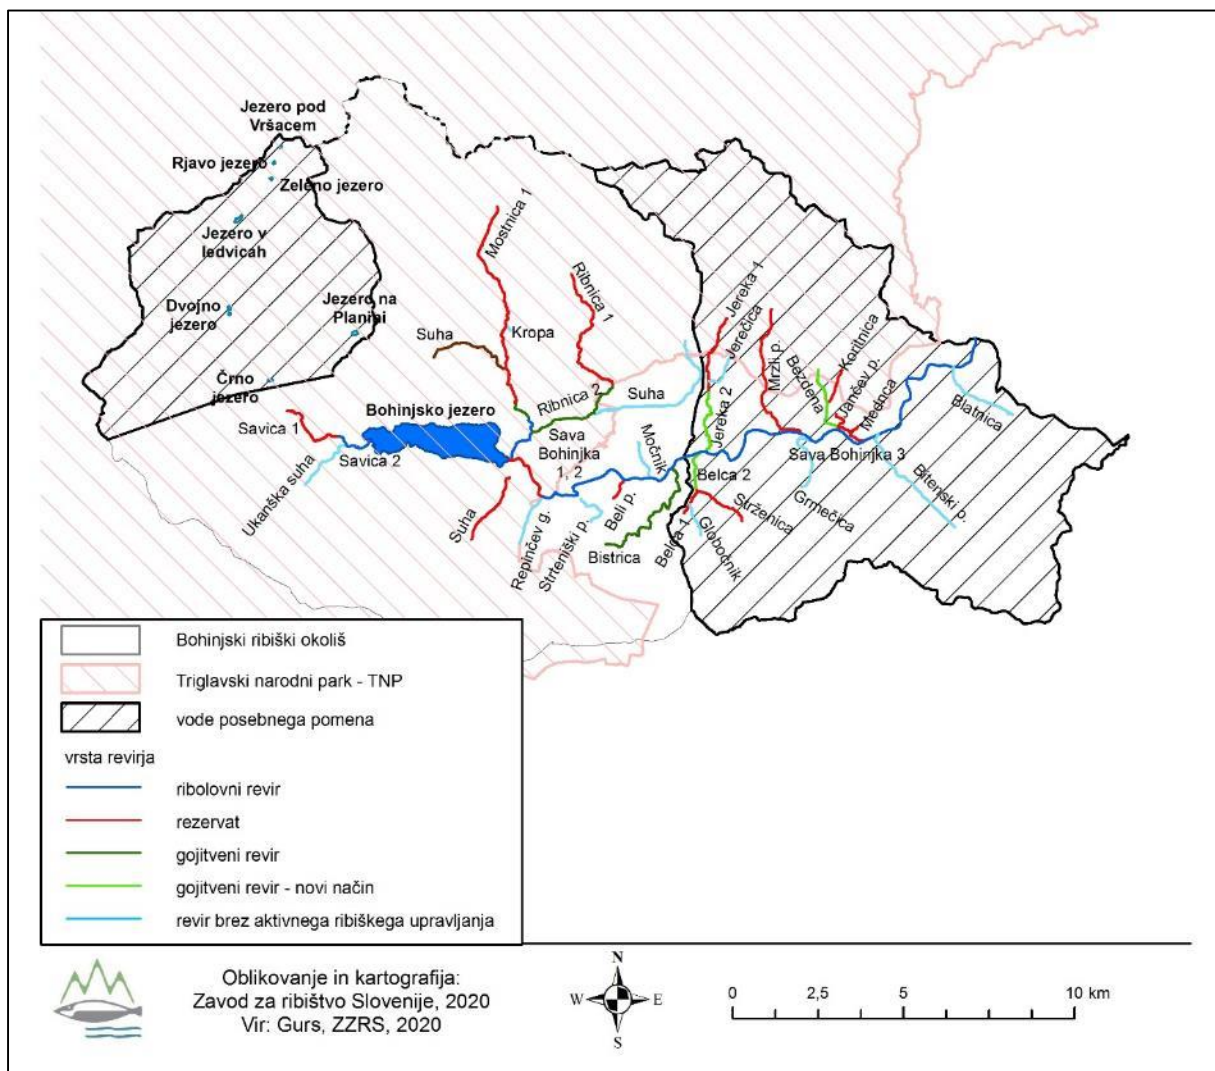 Jezero pod
Vršacem
Rjavo jezero
Zeleno jezero
Jezero v
ledvicah
Dvojno
jezero
Jezero na
Planini
Črno
jezero
Mostnica 1
Ribnica 1
Suha
Kropa
Ribnica 2
Suha
Jereka 1
Jerečica
Mrzli p.
Bezdena
Korilnica
Jančev p.
Mednca
Blatnica
Savica 1
Bohinjsko jezero
Savica 2
Ukanška suha
Sava
Bohinjka
1, 2
Močnik
Jereka 2
Belca 2
Sava Bohinjka 3
Suha
Repinčev g.
Strteniški p.
Beli p.
Bistrica
Belca 1
Globočnik
Strženica
Grmečica
Bitenjski p.
Bohinjski ribiški okoliš
Triglavski narodni park - TNP
vode posebnega pomena
vrsta revirja
ribolovni revir
rezervat
gojitveni revir
gojitveni revir - novi način
revir brez aktivnega ribiškega upravljanja
Oblikovanje in kartografija:
Zavod za ribištvo Slovenije, 2020
Vir: Gurs, ZZRS, 2020
N
W
E
S
0
2,5
5
10 km